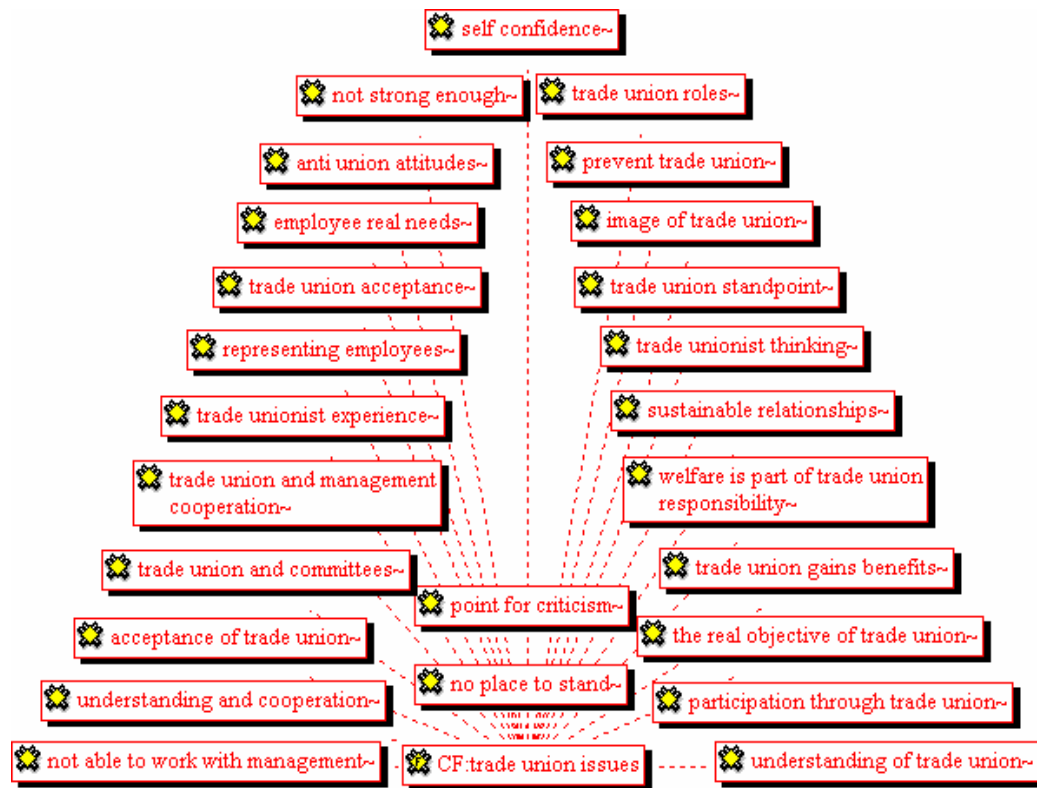 self confidence~
not strong enough~
trade union roles~
anti union attitudes~
prevent trade union~
employee real needs~
image of trade union~
trade union acceptance~
trade union standpoint~
representing employees~
trade unionist thinking~
trade unionist experience~
sustainable relationships~
trade union and management
cooperation~
welfare is part of trade union
responsibility~
trade union and committees~
trade union gains benefits~
point for criticism~
acceptance of trade union~
the real objective of trade union~
no place to stand~
understanding and cooperation~
participation through trade union~
not able to work with management~
CF:trade union issues
understanding of trade union~